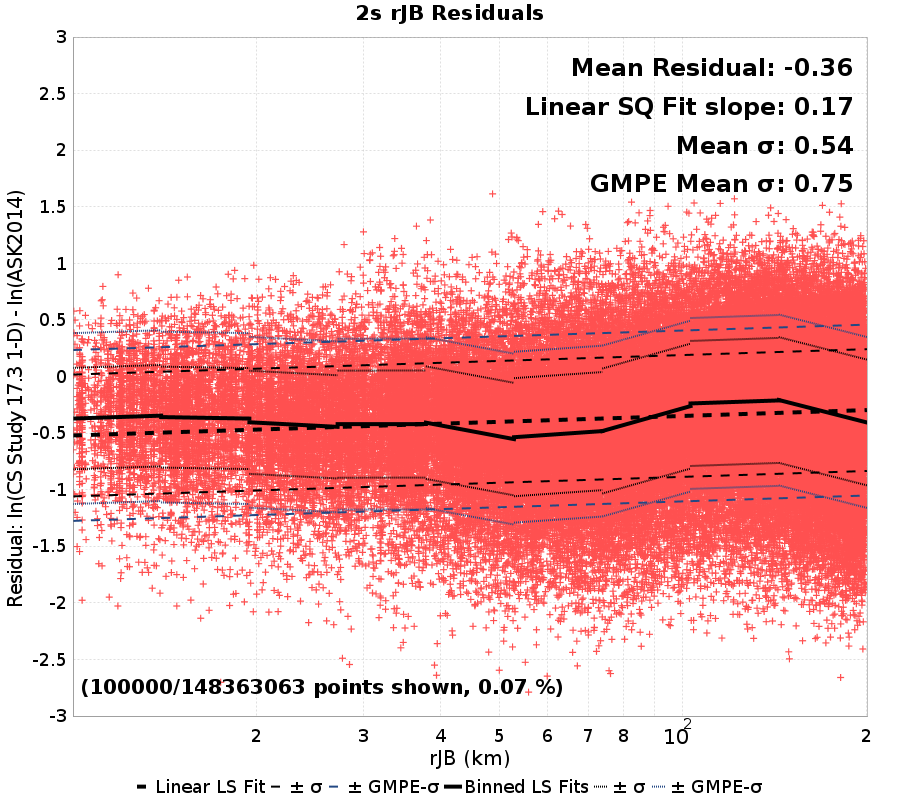 2s rJB Residuals
Mean Residual: -0.36
Linear SQ Fit slope: 0.17
Mean σ: 0.54
GMPE Mean σ: 0.75
Residual: ln(CS Study 17.3 1-D) - ln(ASK2014)
3
2.5
2
1.5
1
0.5
0
-0.5
-1
-1.5
-2
-2.5
-3
(100000/148363063 points shown, 0.07 %)
2 3 4 5 6 7 8 10² 2
rJB (km)
Linear LS Fit ± σ ± GMPE-σ Binned LS Fits ± σ ± GMPE-σ